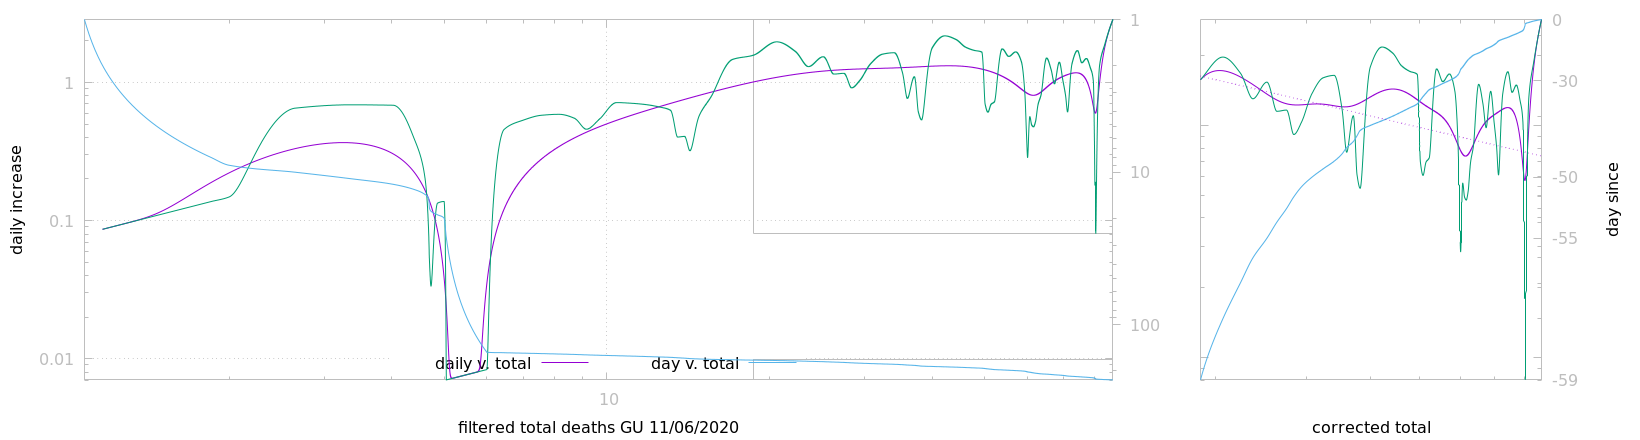 daily increase
1
0.1
0.01
daily v. total
day v. total
10
filtered total deaths GU 11/06/2020
1
10
100
0
-30
-50
-55
-59
day since
corrected total